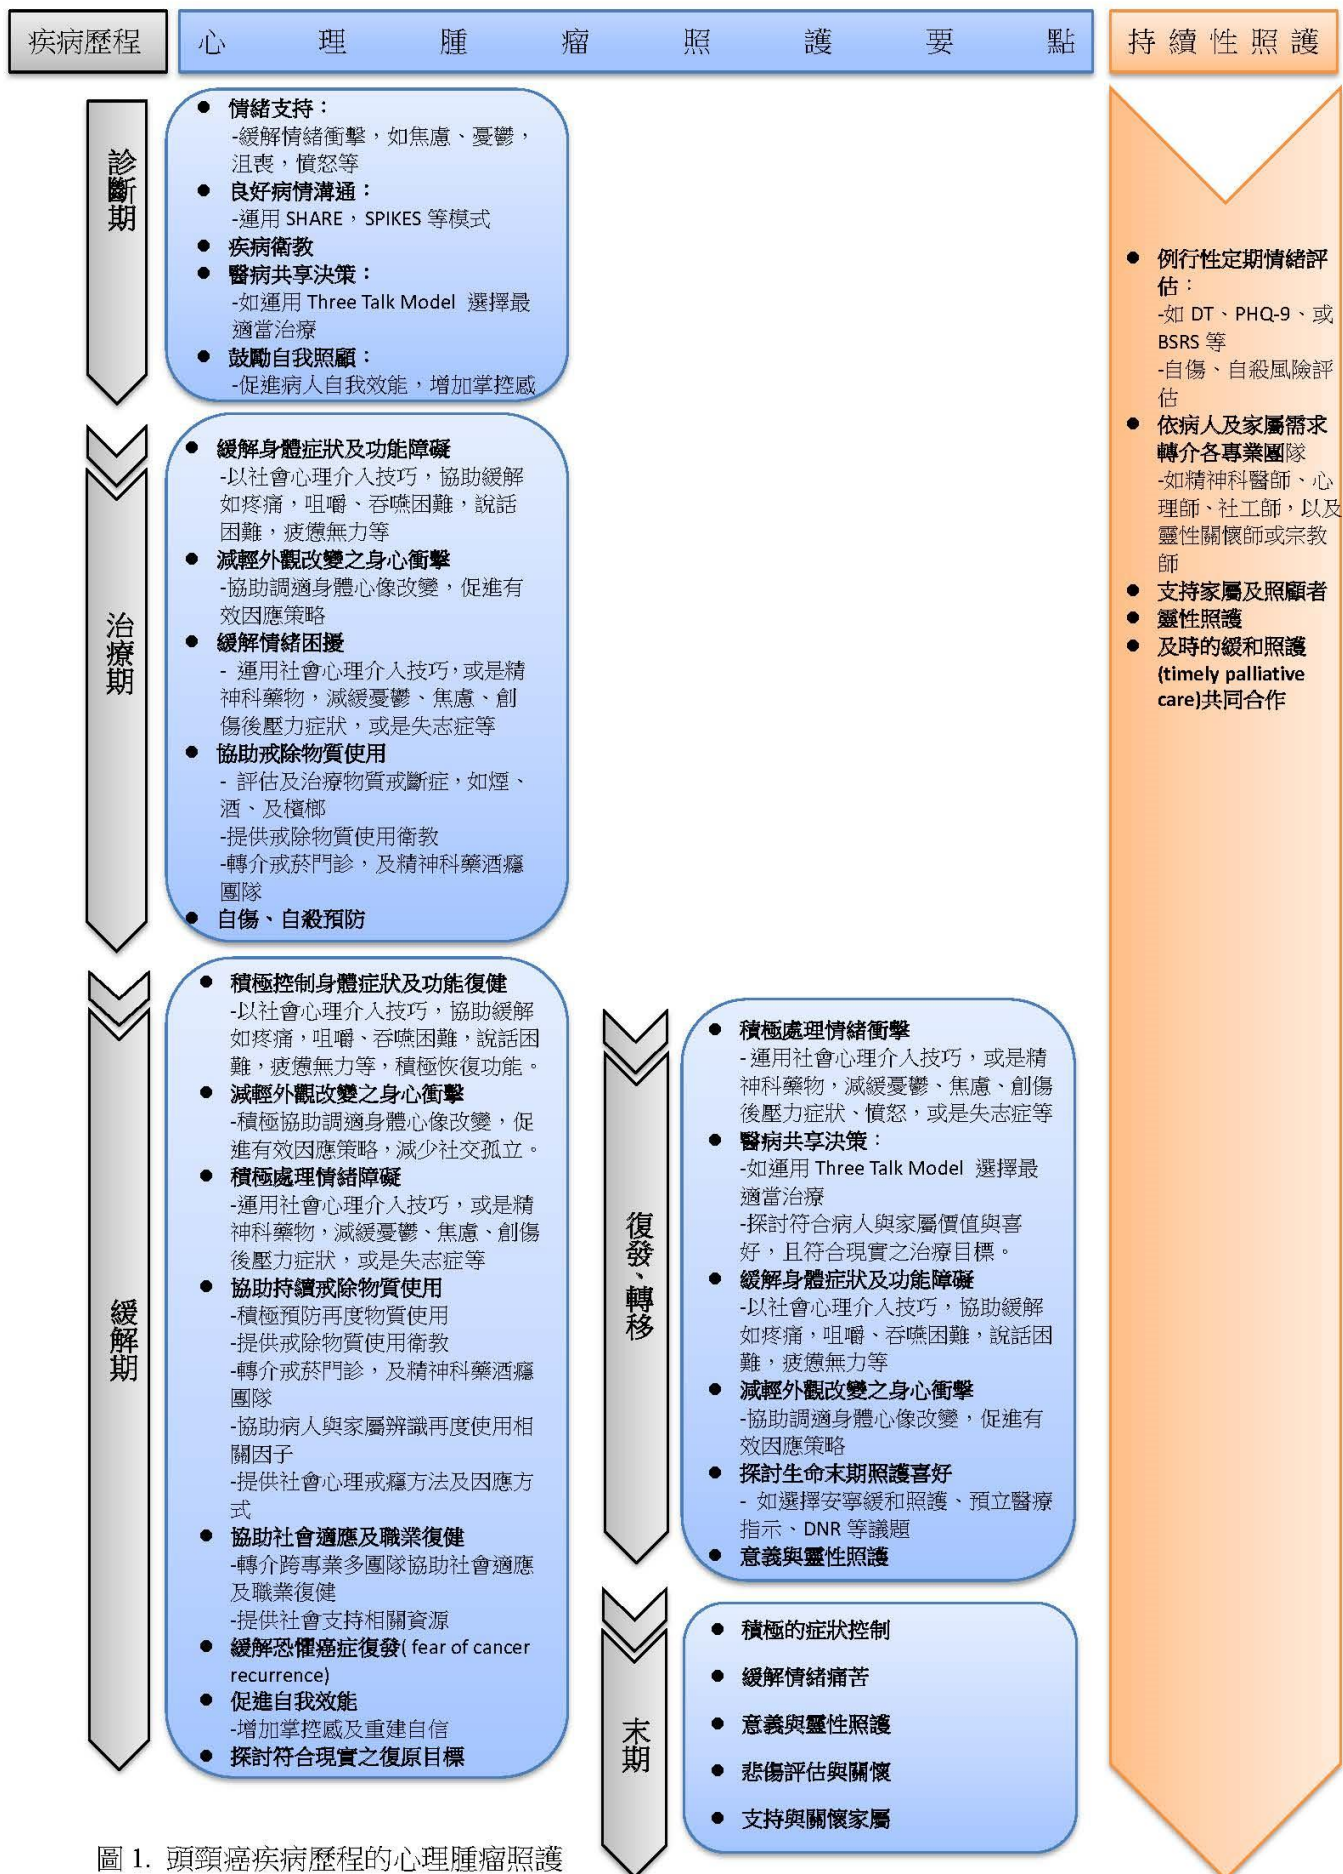 疾病歷程
心理腫瘤照護要點
持續性照護
診斷期
● 情緒支持：
-緩解情緒衝擊，如焦慮、憂鬱，
沮喪，憤怒等
● 良好病情溝通：
-運用 SHARE，SPIKES 等模式
● 疾病衛教
● 醫病共享決策：
-如運用 Three Talk Model 選擇最
適當治療
● 鼓勵自我照顧：
-促進病人自我效能，增加掌控感
治療期
● 緩解身體症狀及功能障礙
-以社會心理介入技巧，協助緩解
如疼痛，咀嚼、吞嚥困難，說話
困難，疲憊無力等
● 減輕外觀改變之身心衝擊
-協助調適身體心像改變，促進有
效因應策略
● 緩解情緒困擾
- 運用社會心理介入技巧，或是精
神科藥物，減緩憂鬱、焦慮、創
傷後壓力症狀，或是失志症等
● 協助戒除物質使用
- 評估及治療物質戒斷症，如煙、
酒、及檳榔
-提供戒除物質使用衛教
-轉介戒菸門診，及精神科藥酒癮
團隊
● 自傷、自殺預防
緩解期
● 積極控制身體症狀及功能復健
-以社會心理介入技巧，協助緩解
如疼痛，咀嚼、吞嚥困難，說話困
難，疲憊無力等，積極恢復功能。
● 減輕外觀改變之身心衝擊
-積極協助調適身體心像改變，促
進有效因應策略，減少社交孤立。
● 積極處理情緒障礙
-運用社會心理介入技巧，或是精
神科藥物，減緩憂鬱、焦慮、創傷
後壓力症狀，或是失志症等
● 協助持續戒除物質使用
-積極預防再度物質使用
-提供戒除物質使用衛教
-轉介戒菸門診，及精神科藥酒癮
團隊
-協助病人與家屬辨識再度使用相
關因子
-提供社會心理戒癮方法及因應方
式
● 協助社會適應及職業復健
-轉介跨專業多團隊協助社會適應
及職業復健
-提供社會支持相關資源
● 緩解恐懼癌症復發( fear of cancer
recurrence)
● 促進自我效能
-增加掌控感及重建自信
● 探討符合現實之復原目標
復發、轉移
● 積極處理情緒衝擊
- 運用社會心理介入技巧，或是精
神科藥物，減緩憂鬱、焦慮、創傷
後壓力症狀、憤怒，或是失志症等
● 醫病共享決策：
-如運用 Three Talk Model 選擇最
適當治療
-探討符合病人與家屬價值與喜
好，且符合現實之治療目標。
● 緩解身體症狀及功能障礙
-以社會心理介入技巧，協助緩解
如疼痛，咀嚼、吞嚥困難，說話困
難，疲憊無力等
● 減輕外觀改變之身心衝擊
-協助調適身體心像改變，促進有
效因應策略
● 探討生命末期照護喜好
- 如選擇安寧緩和照護、預立醫療
指示、DNR 等議題
● 意義與靈性照護
末期
● 積極的症狀控制
● 緩解情緒痛苦
● 意義與靈性照護
● 悲傷評估與關懷
● 支持與關懷家屬
● 例行性定期情緒評
估：
-如 DT、PHQ-9、或
BSRS 等
-自傷、自殺風險評
估
● 依病人及家屬需求
轉介各專業團隊
-如精神科醫師、心
理師、社工師，以及
靈性關懷師或宗教
師
● 支持家屬及照顧者
● 靈性照護
● 及時的緩和照護
(timely palliative
care)共同合作
圖 1. 頭頸癌疾病歷程的心理腫瘤照護